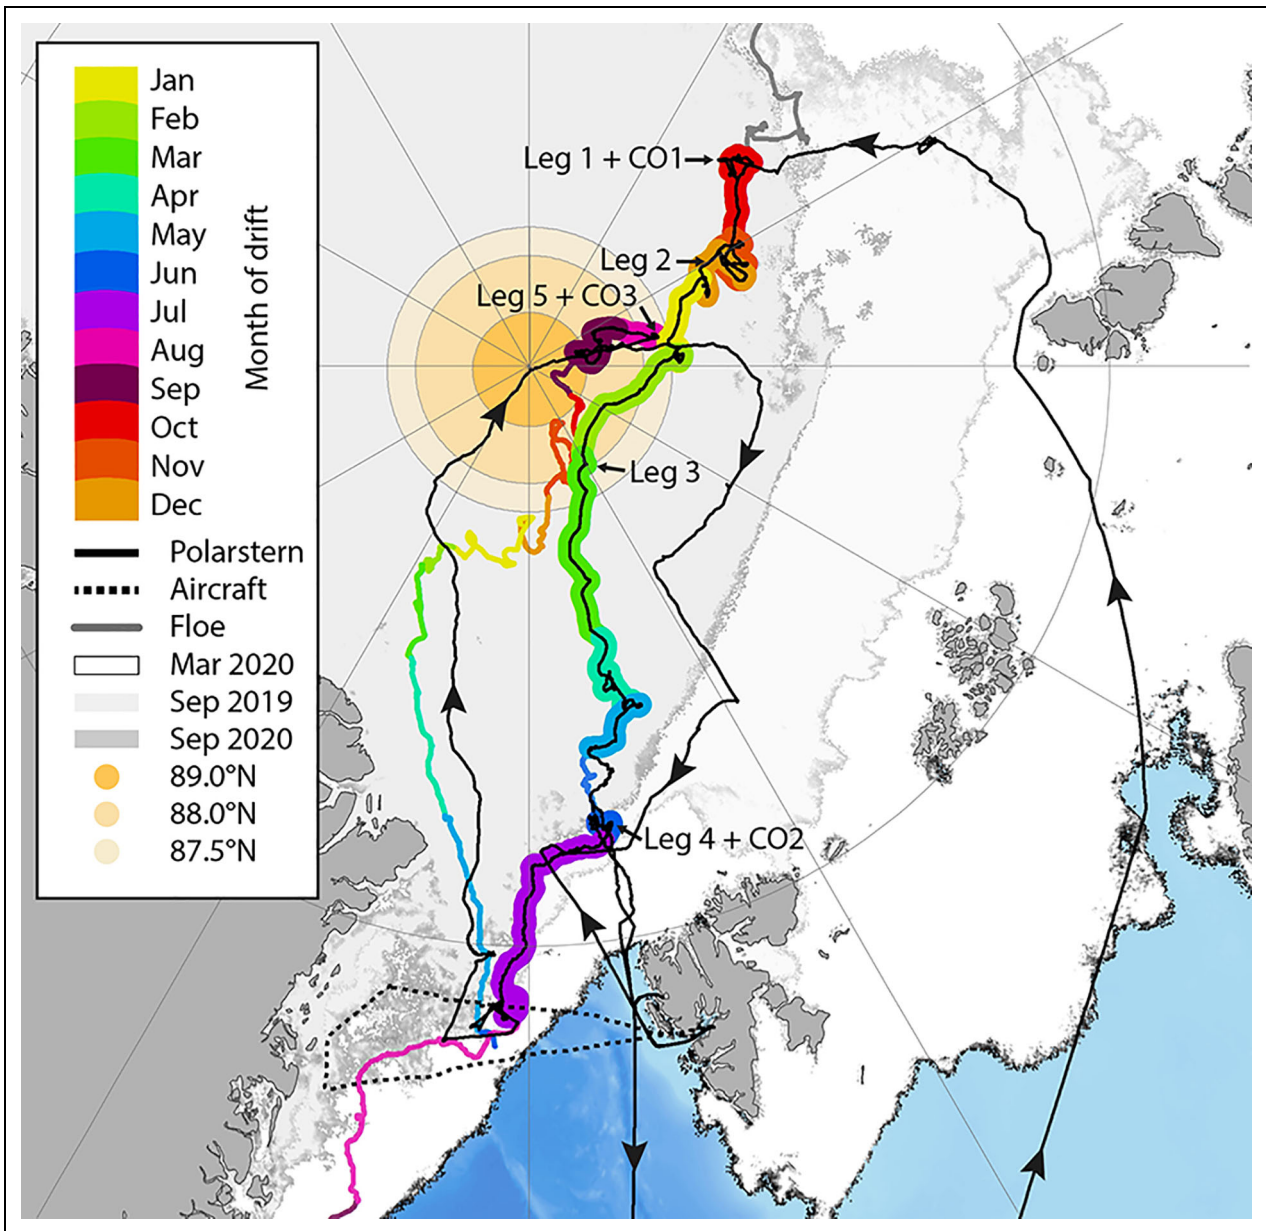 Jan
Feb
Mar
Apr
May
Jun
Jul
Aug
Sep
Oct
Nov
Dec
Month of drift
Polarstern
Aircraft
Floe
Mar 2020
Sep 2019
Sep 2020
89.0°N
88.0°N
87.5°N
Leg 1 + CO1
Leg 2
Leg 5 + CO3
Leg 3
Leg 4 + CO2